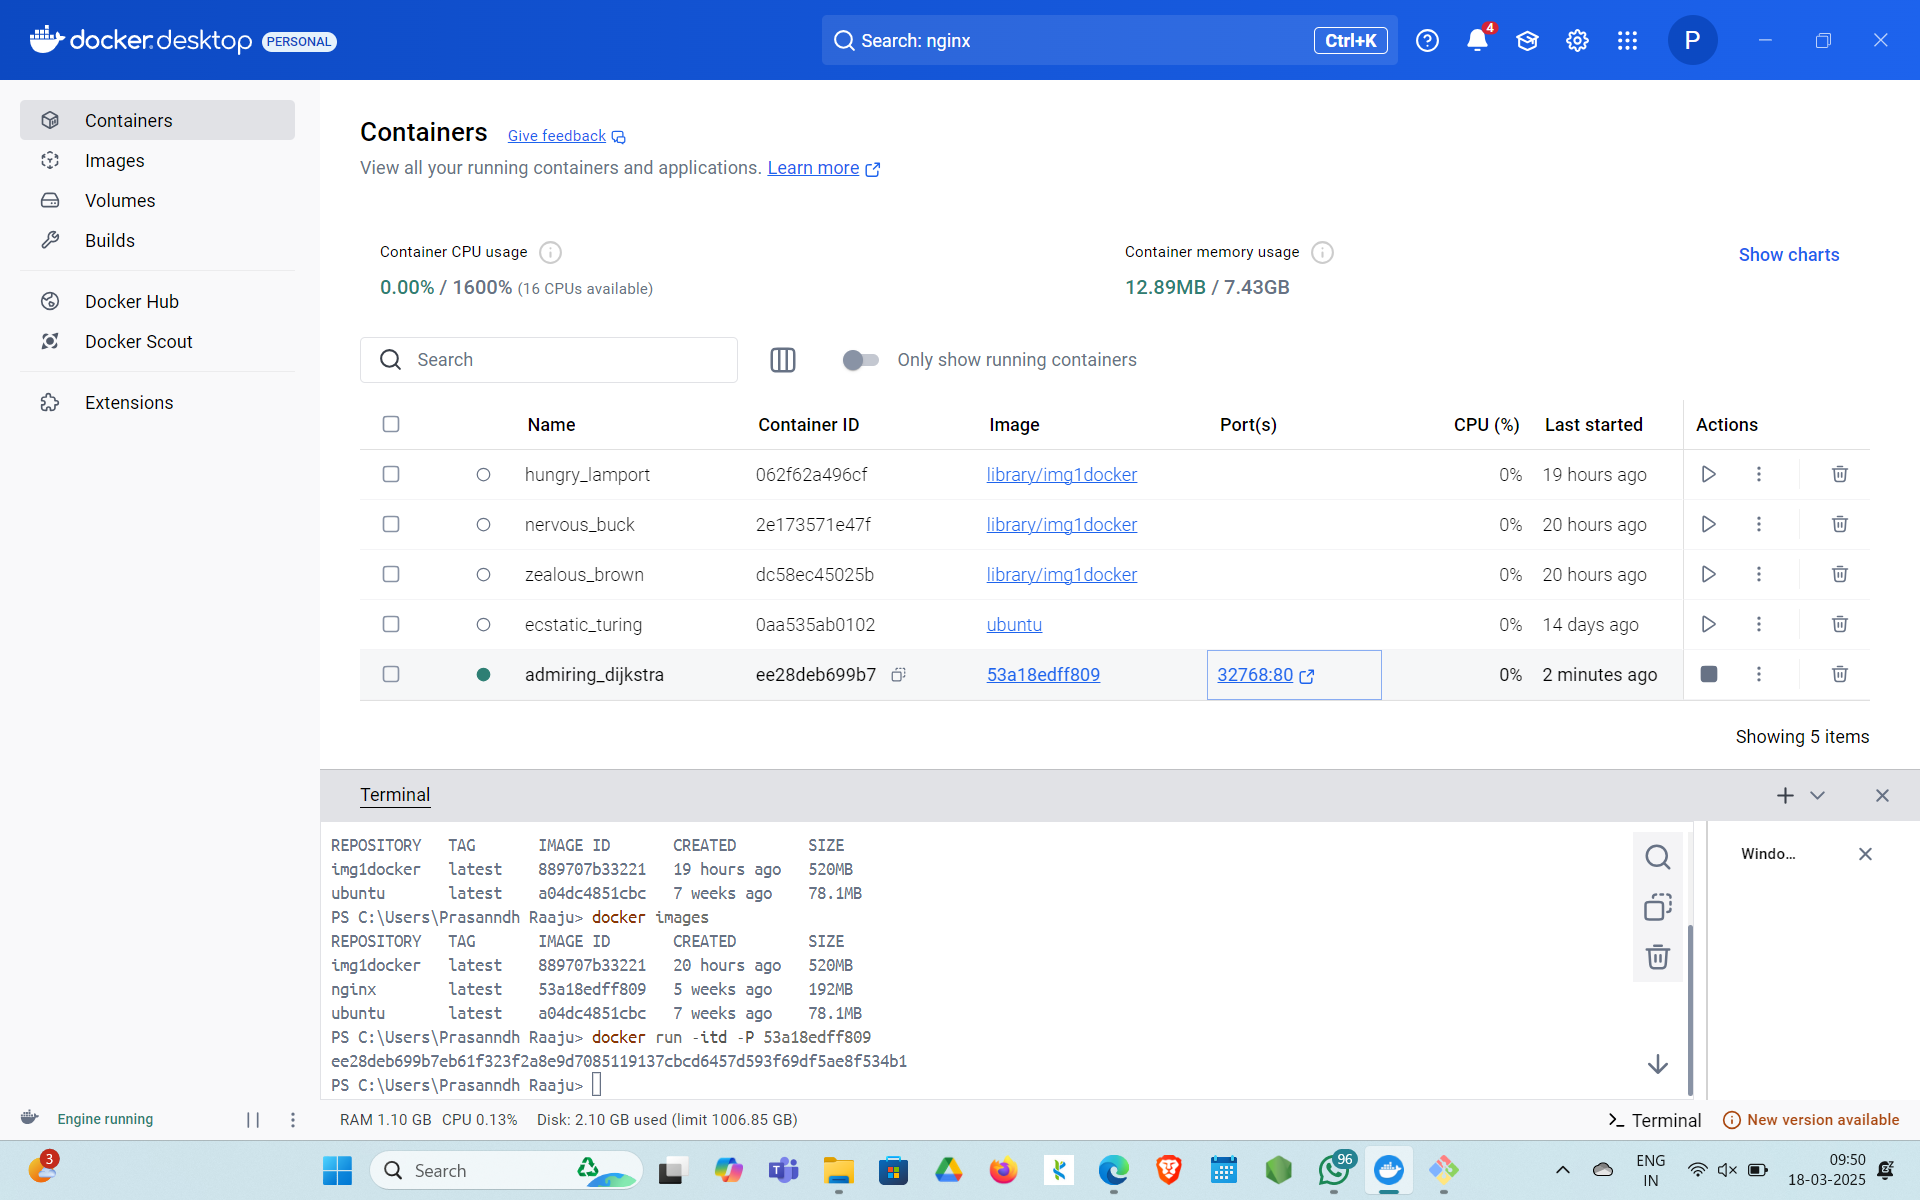 docker.desktop PERSONAL
Search: nginx Ctrl+K 4 P
Containers
Images
Volumes
Builds
Docker Hub
Docker Scout
Extensions
Containers Give feedback
View all your running containers and applications. Learn more
Container CPU usage Container memory usage Show charts
0.00% / 1600% (16 CPUs available) 12.89MB / 7.43GB
Search Only show running containers
Name Container ID Image Port(s) CPU (%) Last started Actions
hungry_lamport 062f62a496cf library/img1docker 0% 19 hours ago
nervous_buck 2e173571e47f library/img1docker 0% 20 hours ago
zealous_brown dc58ec45025b library/img1docker 0% 20 hours ago
ecstatic_turing 0aa535ab0102 ubuntu 0% 14 days ago
admiring_dijkstra ee28deb699b7 53a18edff809 32768:80 0% 2 minutes ago
Showing 5 items
Terminal
REPOSITORY TAG IMAGE ID CREATED SIZE
img1docker latest 889707b33221 19 hours ago 520MB
ubuntu latest a04dc4851cbc 7 weeks ago 78.1MB
PS C:\Users\Prasanndh Raaju> docker images
REPOSITORY TAG IMAGE ID CREATED SIZE
img1docker latest 889707b33221 20 hours ago 520MB
nginx latest 53a18edff809 5 weeks ago 192MB
ubuntu latest a04dc4851cbc 7 weeks ago 78.1MB
PS C:\Users\Prasanndh Raaju> docker run -itd -P 53a18edff809
ee28deb699b7eb61f323f2a8e9d7085119137cbcd6457d593f69df5ae8f534b1
PS C:\Users\Prasanndh Raaju>
Windo...
Engine running RAM 1.10 GB CPU 0.13% Disk: 2.10 GB used (limit 1006.85 GB) Terminal New version available
3 Search 96 ENG IN 09:50
18-03-2025